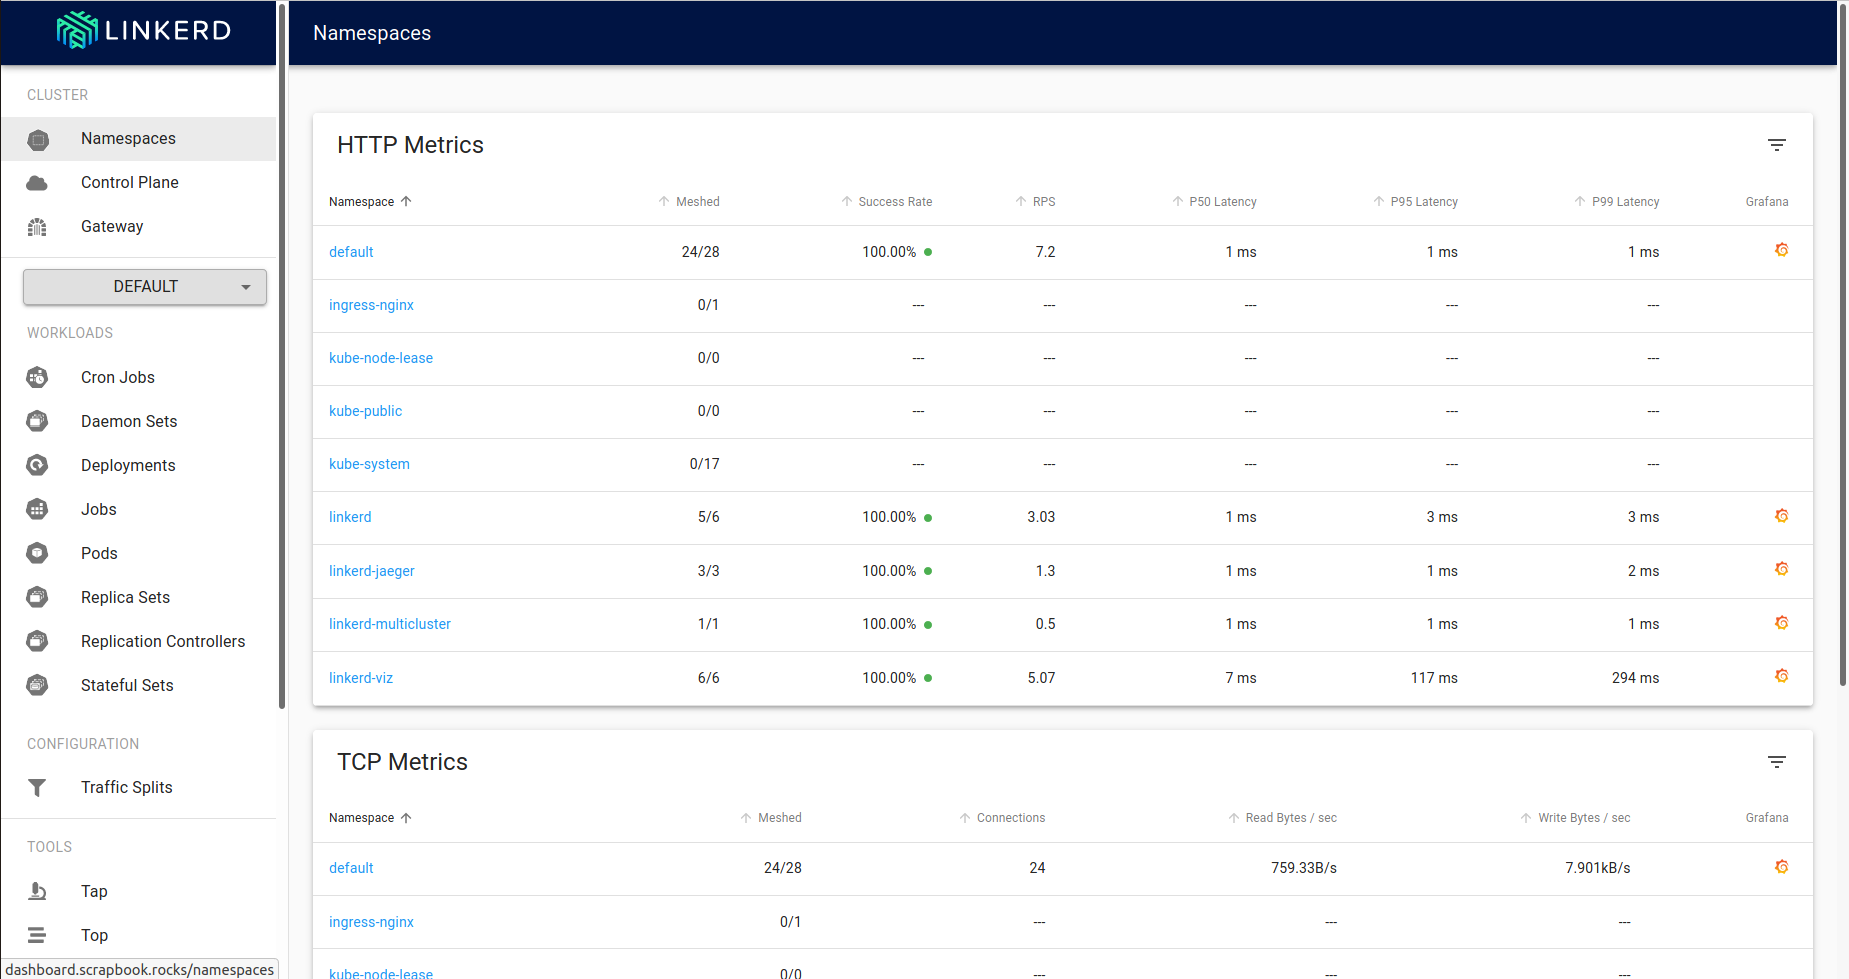 LINKERD
Namespaces
CLUSTER
Namespaces
Control Plane
Gateway
DEFAULT
WORKLOADS
Cron Jobs
Daemon Sets
Deployments
Jobs
Pods
Replica Sets
Replication Controllers
Stateful Sets
CONFIGURATION
Traffic Splits
TOOLS
Tap
Top
dashboard.scrapbook.rocks/namespaces
HTTP Metrics
Namespace Meshed Success Rate RPS P50 Latency P95 Latency P99 Latency Grafana
default 24/28 100.00% 7.2 1 ms 1 ms 1 ms
ingress-nginx 0/1 --- --- --- --- ---
kube-node-lease 0/0 --- --- --- --- ---
kube-public 0/0 --- --- --- --- ---
kube-system 0/17 --- --- --- --- ---
linkerd 5/6 100.00% 3.03 1 ms 3 ms 3 ms
linkerd-jaeger 3/3 100.00% 1.3 1 ms 1 ms 2 ms
linkerd-multicluster 1/1 100.00% 0.5 1 ms 1 ms 1 ms
linkerd-viz 6/6 100.00% 5.07 7 ms 117 ms 294 ms
TCP Metrics
Namespace Meshed Connections Read Bytes / sec Write Bytes / sec Grafana
default 24/28 24 759.33B/s 7.901kB/s
ingress-nginx 0/1 --- --- ---
kube-node-lease 0/0 --- --- ---